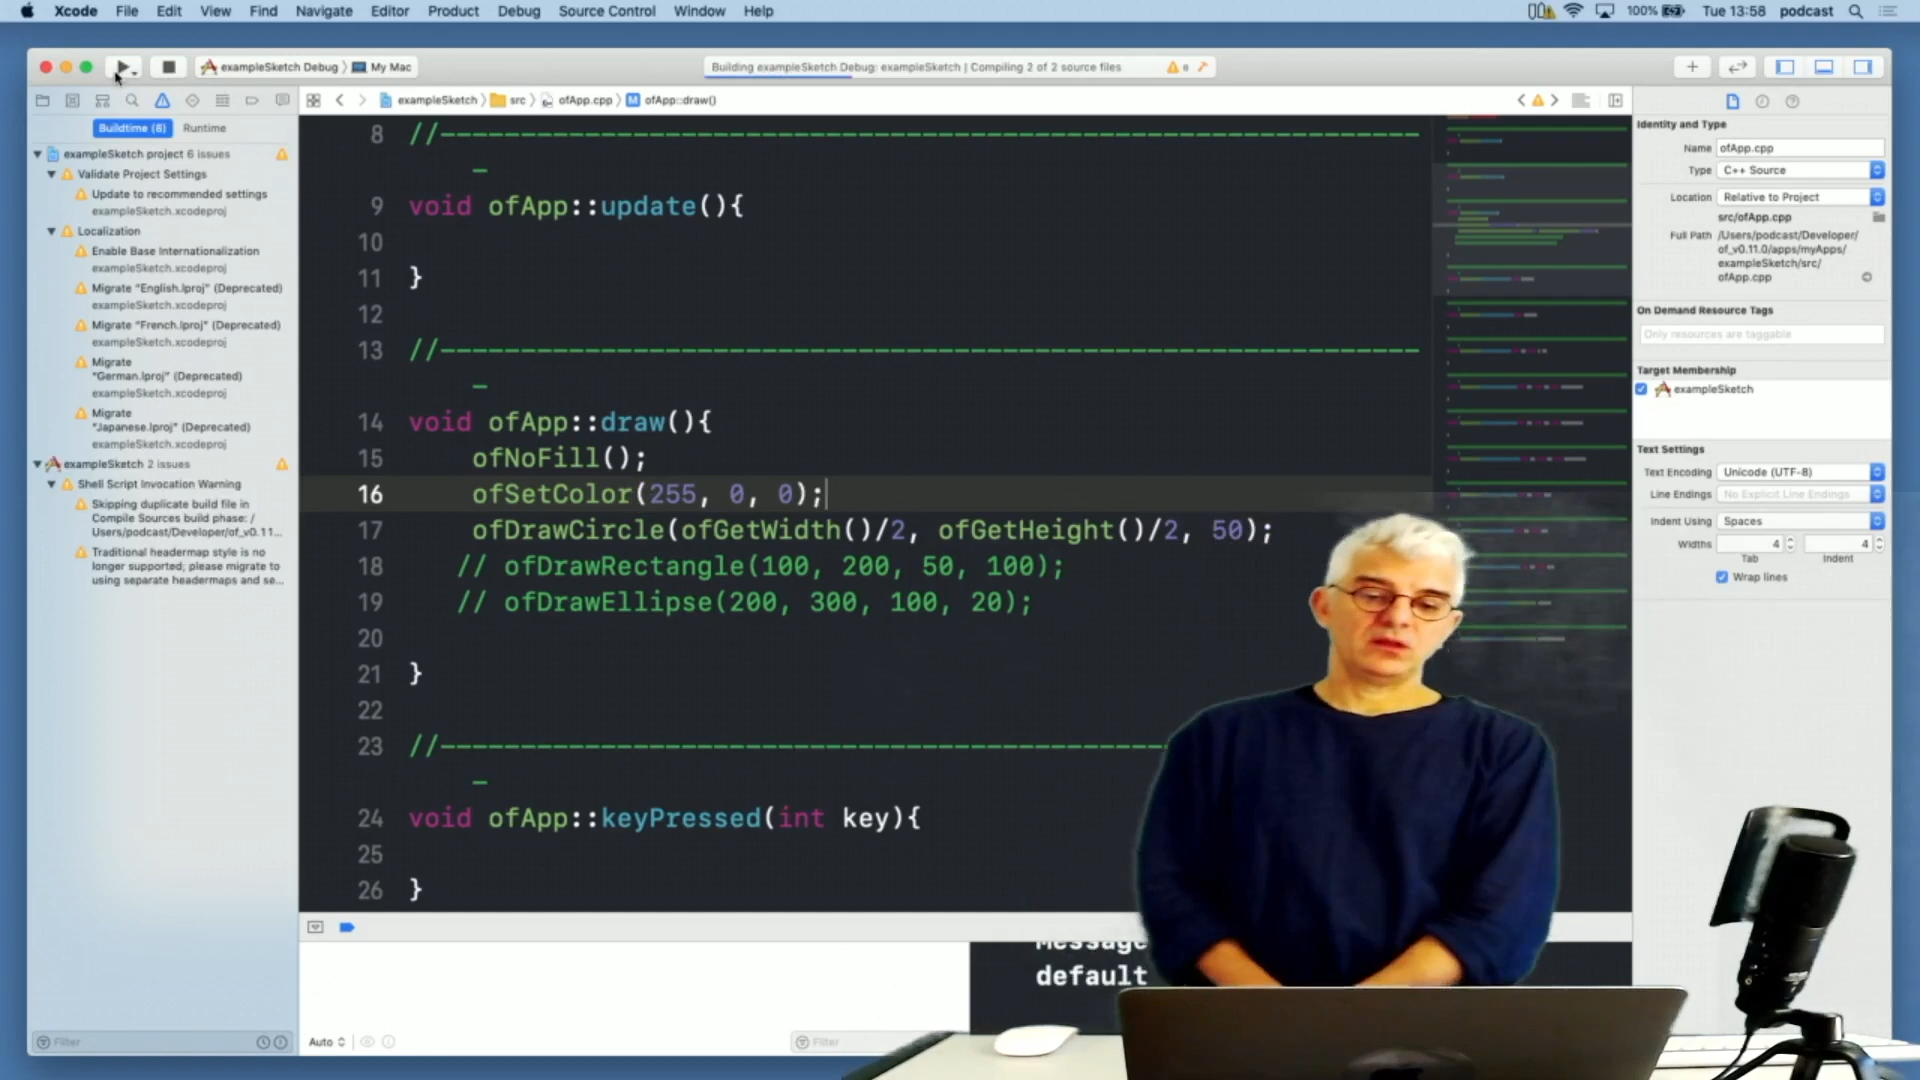 Xcode File Edit View Find Navigate Editor Product Debug Source Control Window Help
100% Tue 13:58 podcast
exampleSketch Debug My Mac
Building exampleSketch Debug: exampleSketch | Compiling 2 of 2 source files
exampleSketch src ofApp.cpp M ofApp::draw()
Buildtime (8) Runtime
exampleSketch project 6 issues
Validate Project Settings
Update to recommended settings
exampleSketch.xcodeproj
Localization
Enable Base Internationalization
exampleSketch.xcodeproj
Migrate "English.lproj" (Deprecated)
exampleSketch.xcodeproj
Migrate "French.lproj" (Deprecated)
exampleSketch.xcodeproj
Migrate
"German.lproj" (Deprecated)
exampleSketch.xcodeproj
Migrate
"Japanese.lproj" (Deprecated)
exampleSketch.xcodeproj
exampleSketch 2 issues
Shell Script Invocation Warning
Skipping duplicate build file in
Compile Sources build phase: /
Users/podcast/Developer/of_v0.11...
Traditional headermap style is no
longer supported; please migrate to
using separate headermaps and se...
Filter
8 //------------------------------------------------------------
-
9 void ofApp::update(){
10
11 }
12
13 //------------------------------------------------------------
-
14 void ofApp::draw(){
15 ofNoFill();
16 ofSetColor(255, 0, 0);
17 ofDrawCircle(ofGetWidth()/2, ofGetHeight()/2, 50);
18 // ofDrawRectangle(100, 200, 50, 100);
19 // ofDrawEllipse(200, 300, 100, 20);
20
21 }
22
23 //----------------------------------------------
-
24 void ofApp::keyPressed(int key){
25
26 }
Message
default
Auto
Filter
Identity and Type
Name ofApp.cpp
Type C++ Source
Location Relative to Project
src/ofApp.cpp
Full Path /Users/podcast/Developer/
of_v0.11.0/apps/myApps/
exampleSketch/src/
ofApp.cpp
On Demand Resource Tags
Only resources are taggable
Target Membership
exampleSketch
Text Settings
Text Encoding Unicode (UTF-8)
Line Endings No Explicit Line Endings
Indent Using Spaces
Widths 4 4
Tab Indent
Wrap lines